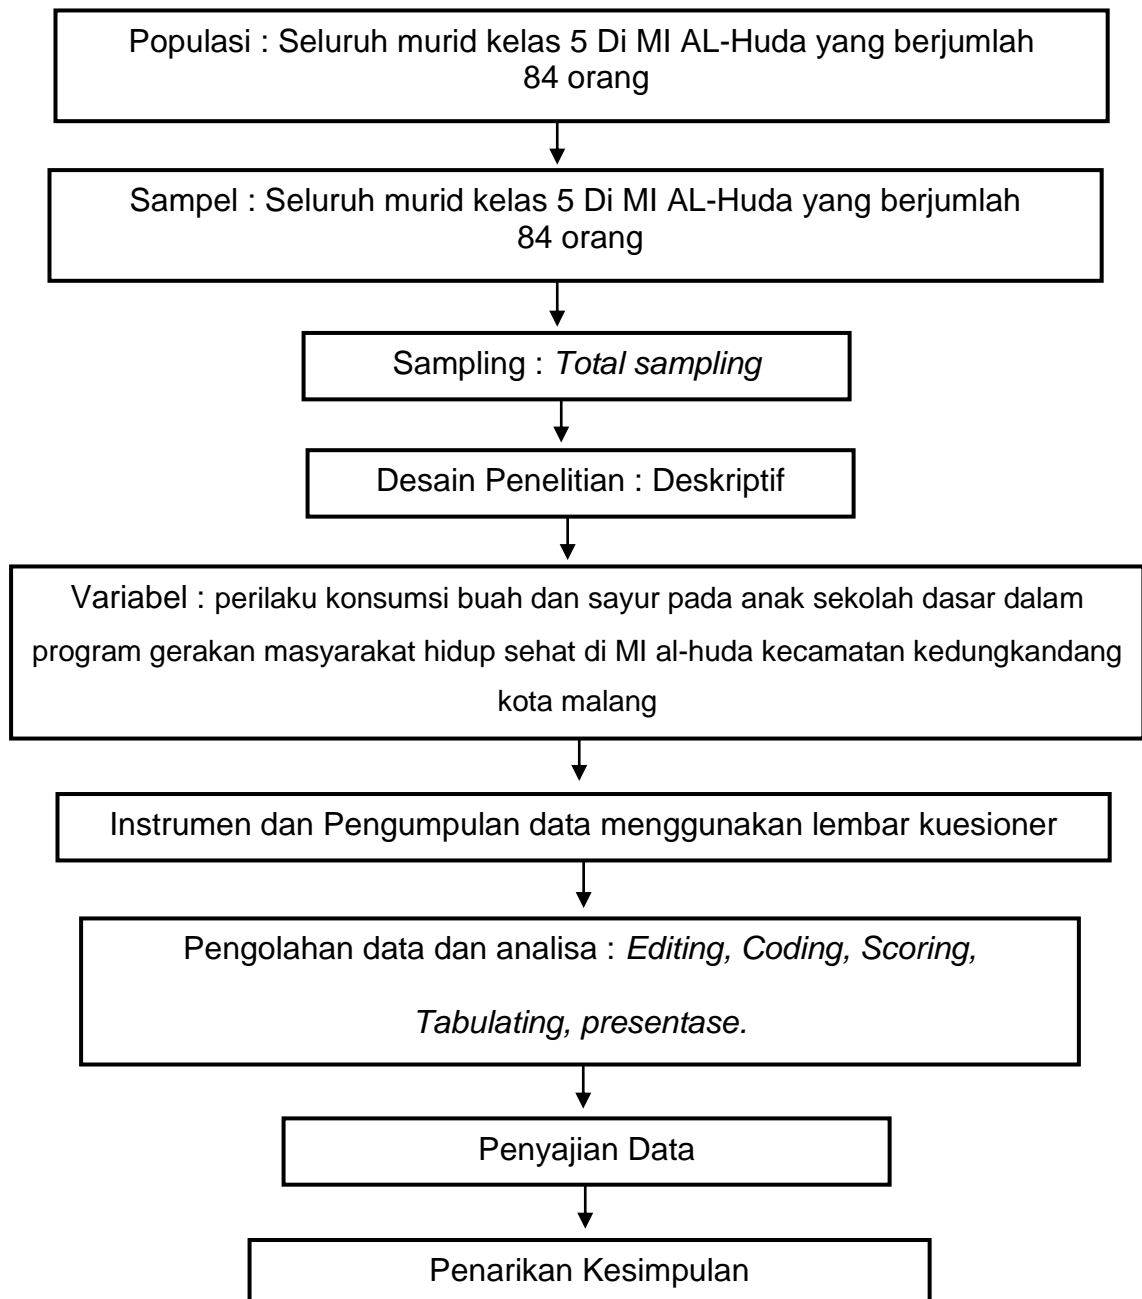 Populasi : Seluruh murid kelas 5 Di MI AL-Huda yang berjumlah
84 orang
Sampel : Seluruh murid kelas 5 Di MI AL-Huda yang berjumlah
84 orang
Sampling : Total sampling
Desain Penelitian : Deskriptif
Variabel : perilaku konsumsi buah dan sayur pada anak sekolah dasar dalam
program gerakan masyarakat hidup sehat di MI al-huda kecamatan kedungkandang
kota malang
Instrumen dan Pengumpulan data menggunakan lembar kuesioner
Pengolahan data dan analisa : Editing, Coding, Scoring,
Tabulating, presentase.
Penyajian Data
Penarikan Kesimpulan